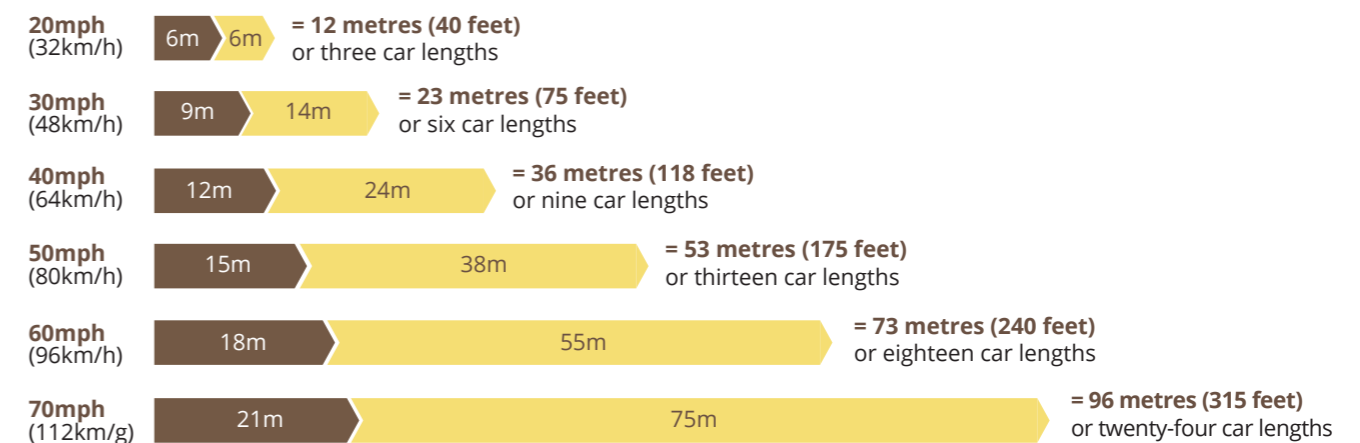 20mph
(32km/h)
6m
6m
= 12 metres (40 feet)
or three car lengths
30mph
(48km/h)
9m
14m
= 23 metres (75 feet)
or six car lengths
40mph
(64km/h)
12m
24m
= 36 metres (118 feet)
or nine car lengths
50mph
(80km/h)
15m
38m
= 53 metres (175 feet)
or thirteen car lengths
60mph
(96km/h)
18m
55m
= 73 metres (240 feet)
or eighteen car lengths
70mph
(112km/g)
21m
75m
= 96 metres (315 feet)
or twenty-four car lengths